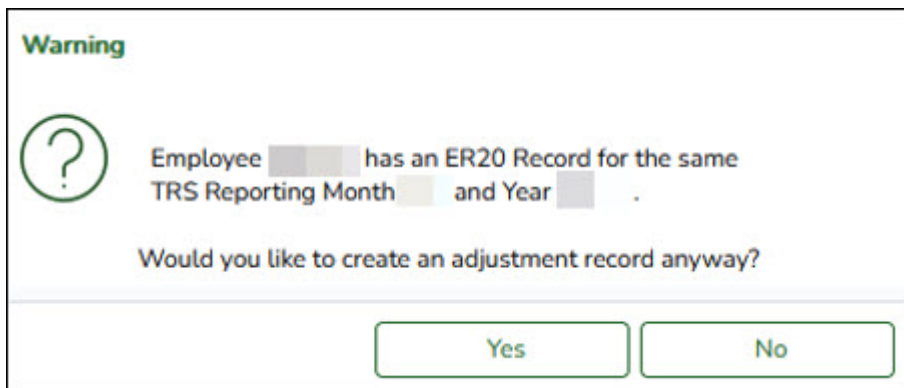 Warning
Employee has an ER20 Record for the same
TRS Reporting Month and Year .
Would you like to create an adjustment record anyway?
Yes No